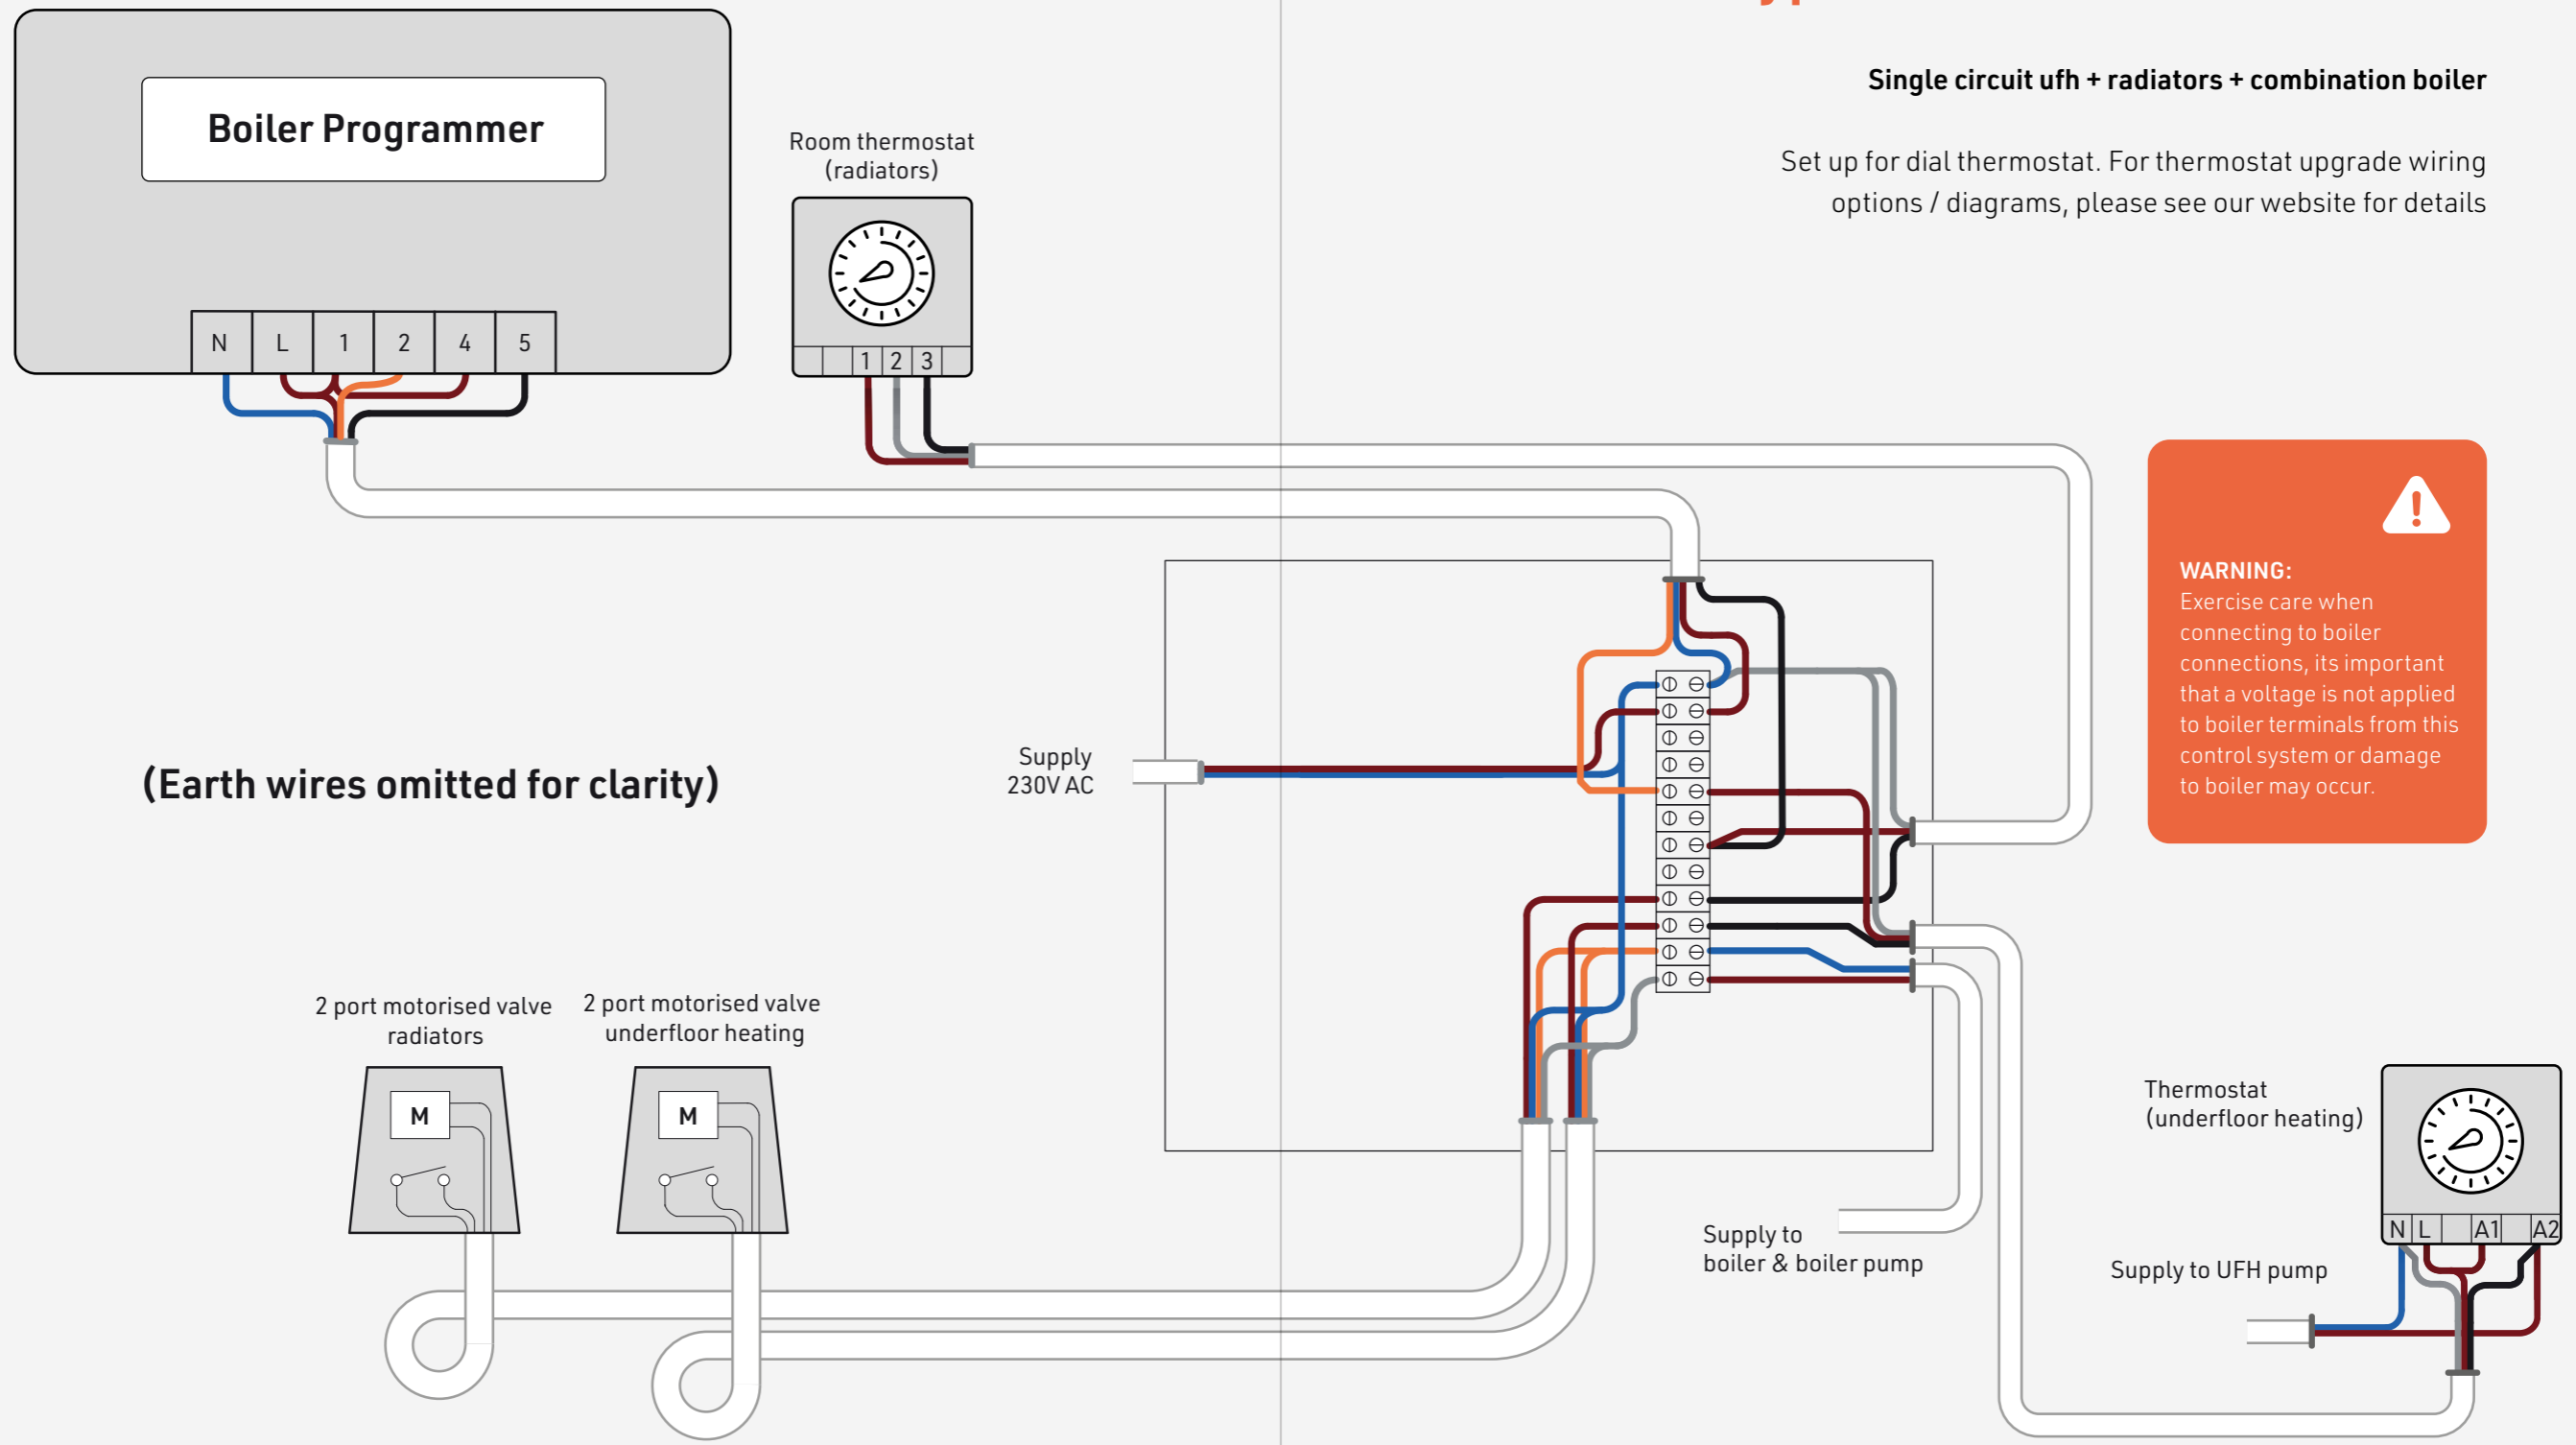 Single circuit ufh + radiators + combination boiler
Set up for dial thermostat. For thermostat upgrade wiring
options / diagrams, please see our website for details
Boiler Programmer
N L 1 2 4 5
Room thermostat
(radiators)
1 2 3
WARNING:
Exercise care when
connecting to boiler
connections, its important
that a voltage is not applied
to boiler terminals from this
control system or damage
to boiler may occur.
Supply
230V AC
(Earth wires omitted for clarity)
2 port motorised valve
radiators
M
2 port motorised valve
underfloor heating
M
Supply to
boiler & boiler pump
Thermostat
(underfloor heating)
N L A1 A2
Supply to UFH pump